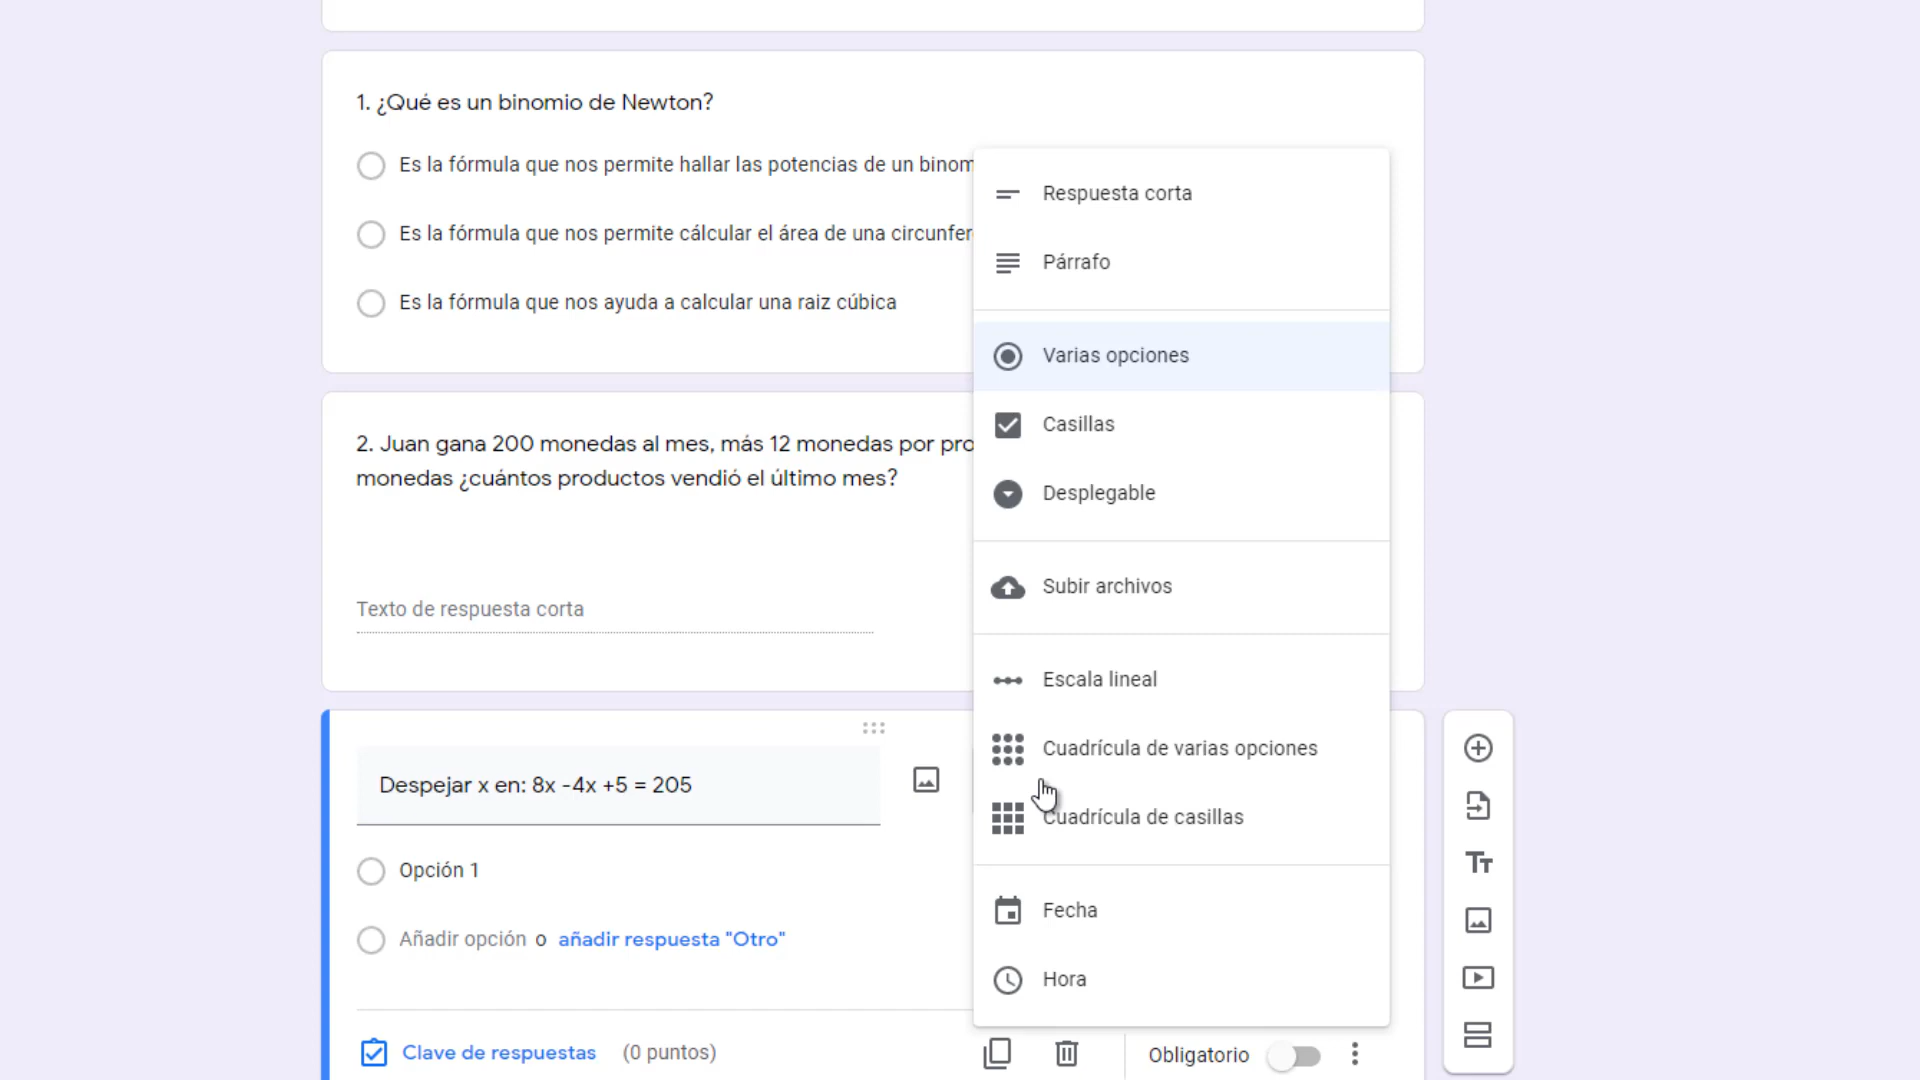 1. ¿Qué es un binomio de Newton?
Es la fórmula que nos permite hallar las potencias de un binom
Es la fórmula que nos permite cálcular el área de una circunfer
Es la fórmula que nos ayuda a calcular una raiz cúbica
2. Juan gana 200 monedas al mes, más 12 monedas por pro
monedas ¿cuántos productos vendió el último mes?
Texto de respuesta corta
Despejar x en: 8x -4x +5 = 205
Opción 1
Añadir opción o añadir respuesta "Otro"
Clave de respuestas (0 puntos)
Obligatorio
Respuesta corta
Párrafo
Varias opciones
Casillas
Desplegable
Subir archivos
Escala lineal
Cuadrícula de varias opciones
Cuadrícula de casillas
Fecha
Hora
Tt